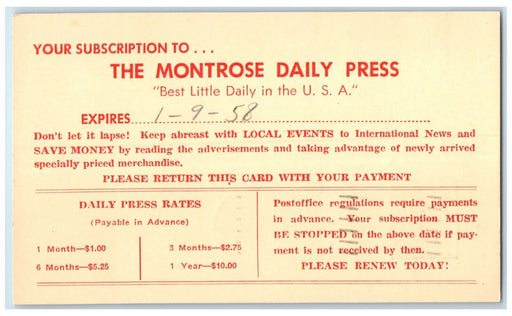 YOUR SUBSCRIPTION TO . . .
THE MONTROSE DAILY PRESS
"Best Little Daily in the U. S. A."
EXPIRES 1-9-58
Don't let it lapse! Keep abreast with LOCAL EVENTS to International News and
SAVE MONEY by reading the adverisements and taking advantage of newly arrived
specially priced merchandise.
PLEASE RETURN THIS CARD WITH YOUR PAYMENT
DAILY PRESS RATES
(Payable in Advance)
1 Month—$1.00
3 Months—$2.75
6 Months—$5.25
1 Year—$10.00
Postoffice regulations require payments
in advance. Your subscription MUST
BE STOPPED on the above date if pay-
ment is not received by then.
PLEASE RENEW TODAY!